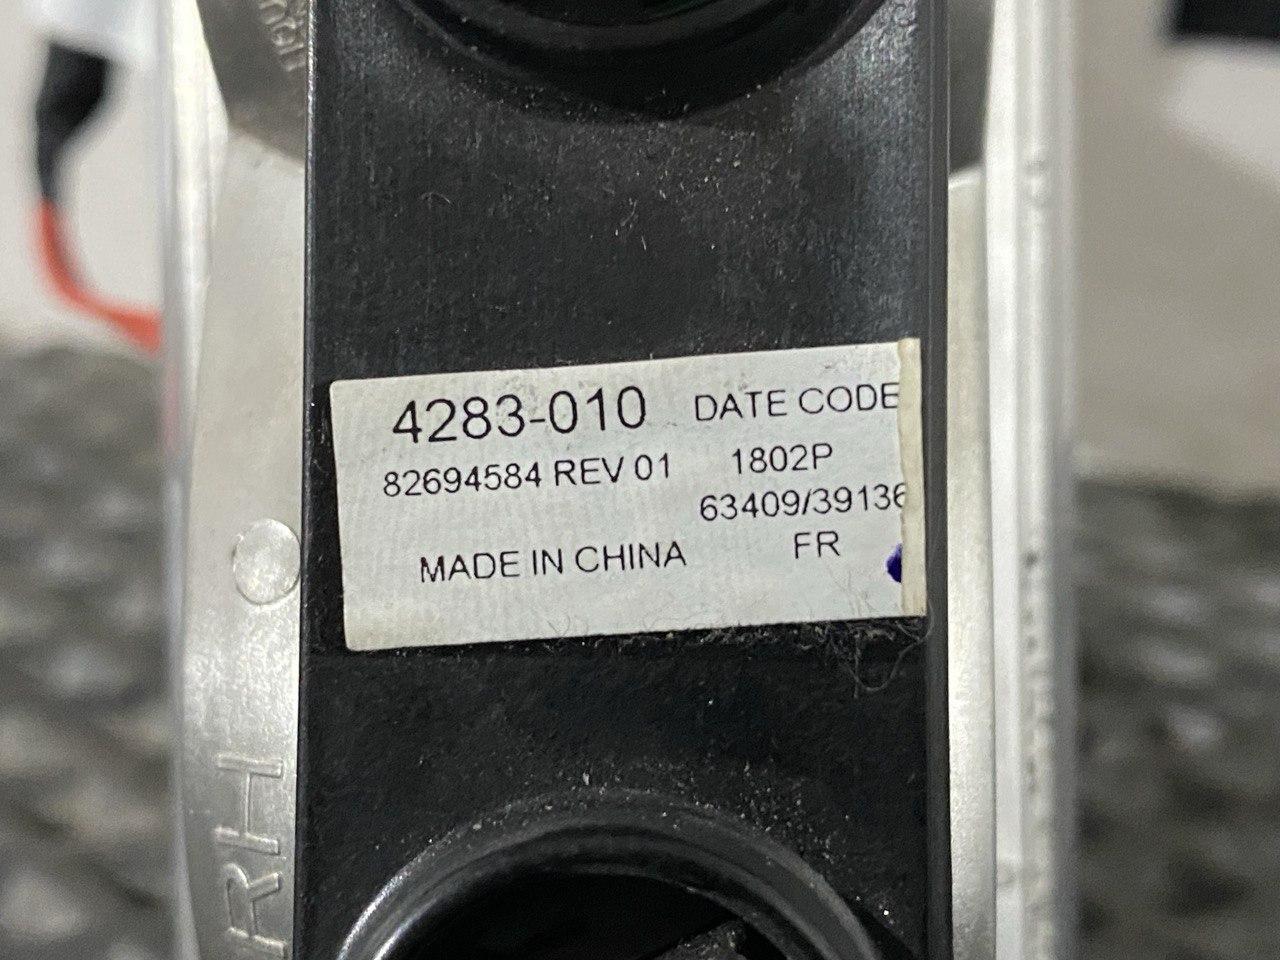 4283-010 DATE CODE
82694584 REV 01 1802P
63409/39136
MADE IN CHINA FR
RH